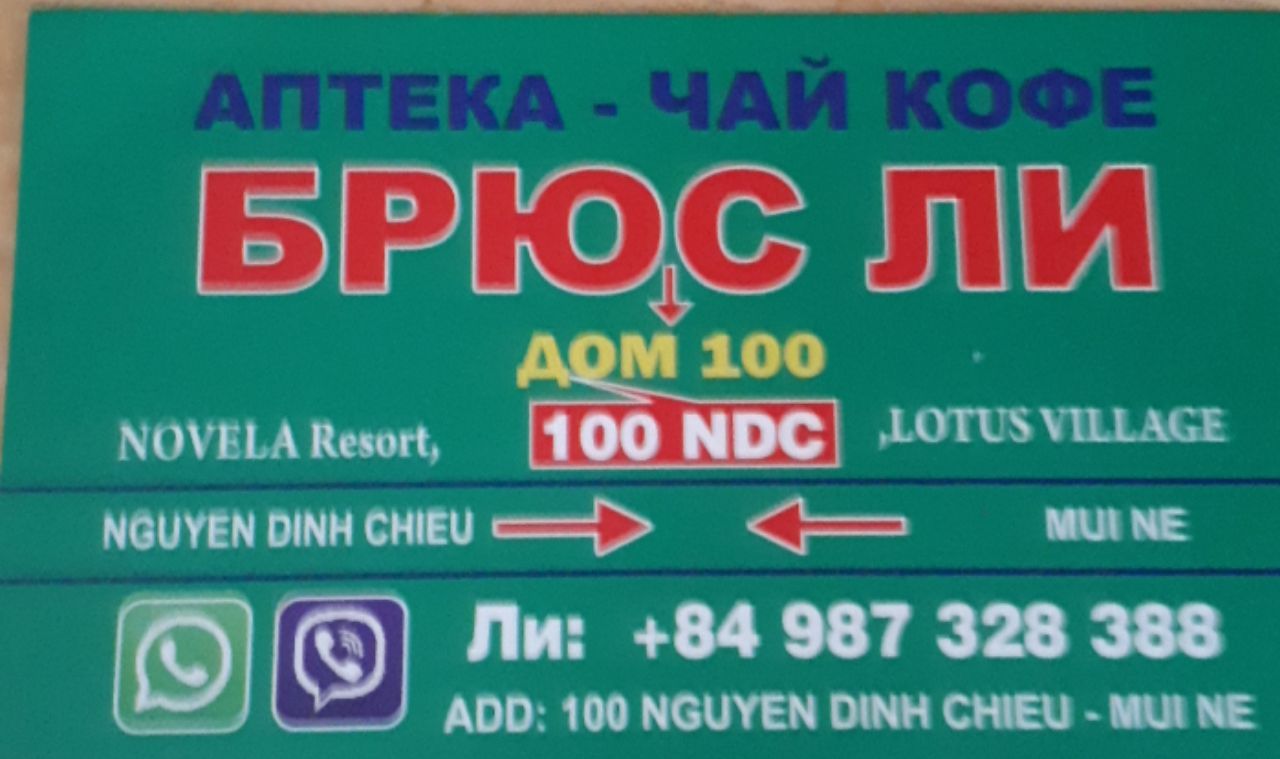 АПТЕКА - ЧАЙ КОФЕ
БРЮС ЛИ
ДОМ 100
NOVELA Resort, 100 NDC ,LOTUS VILLAGE
NGUYEN DINH CHIEU MUI NE
Ли: +84 987 328 388
ADD: 100 NGUYEN DINH CHIEU - MUI NE